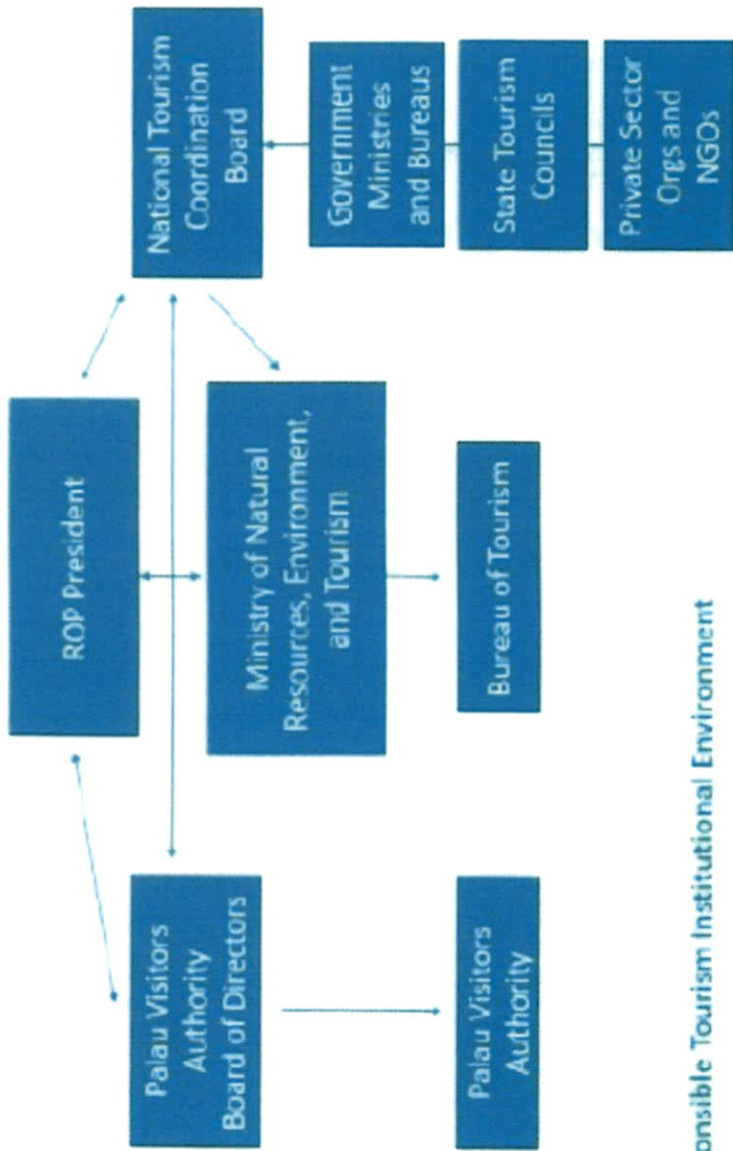 ROP President
Palau Visitors
Authority
Board of Directors
National Tourism
Coordination
Board
Ministry of Natural
Resources, Environment,
and Tourism
Government
Ministries
and Bureaus
Palau Visitors
Authority
Bureau of Tourism
State Tourism
Councils
Private Sector
Orgs and
NGOs
onsible Tourism Institutional Environment